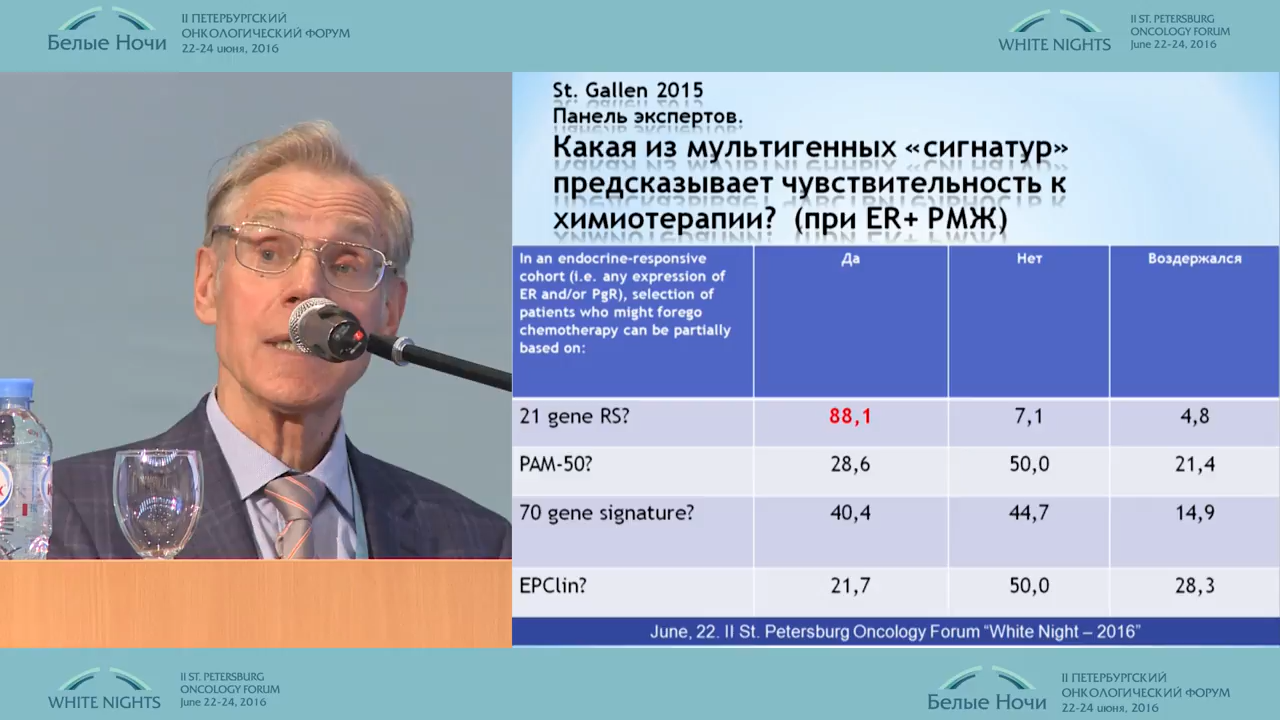 Белые Ночи
II ПЕТЕРБУРГСКИЙ
ОНКОЛОГИЧЕСКИЙ ФОРУМ
22-24 июня, 2016
WHITE NIGHTS
II ST. PETERSBURG
ONCOLOGY FORUM
June 22-24, 2016
St. Gallen 2015
Панель экспертов.
Какая из мультигенных «сигнатур»
предсказывает чувствительность к
химиотерапии? (при ER+ РМЖ)
In an endocrine-responsive
cohort (i.e. any expression of
ER and/or PgR), selection of
patients who might forego
chemotherapy can be partially
based on:
Да
Нет
Воздержался
21 gene RS? 88,1 7,1 4,8
PAM-50? 28,6 50,0 21,4
70 gene signature? 40,4 44,7 14,9
EPClin? 21,7 50,0 28,3
June, 22. II St. Petersburg Oncology Forum “White Night – 2016”
WHITE NIGHTS
II ST. PETERSBURG
ONCOLOGY FORUM
June 22-24, 2016
Белые Ночи
II ПЕТЕРБУРГСКИЙ
ОНКОЛОГИЧЕСКИЙ ФОРУМ
22-24 июня, 2016